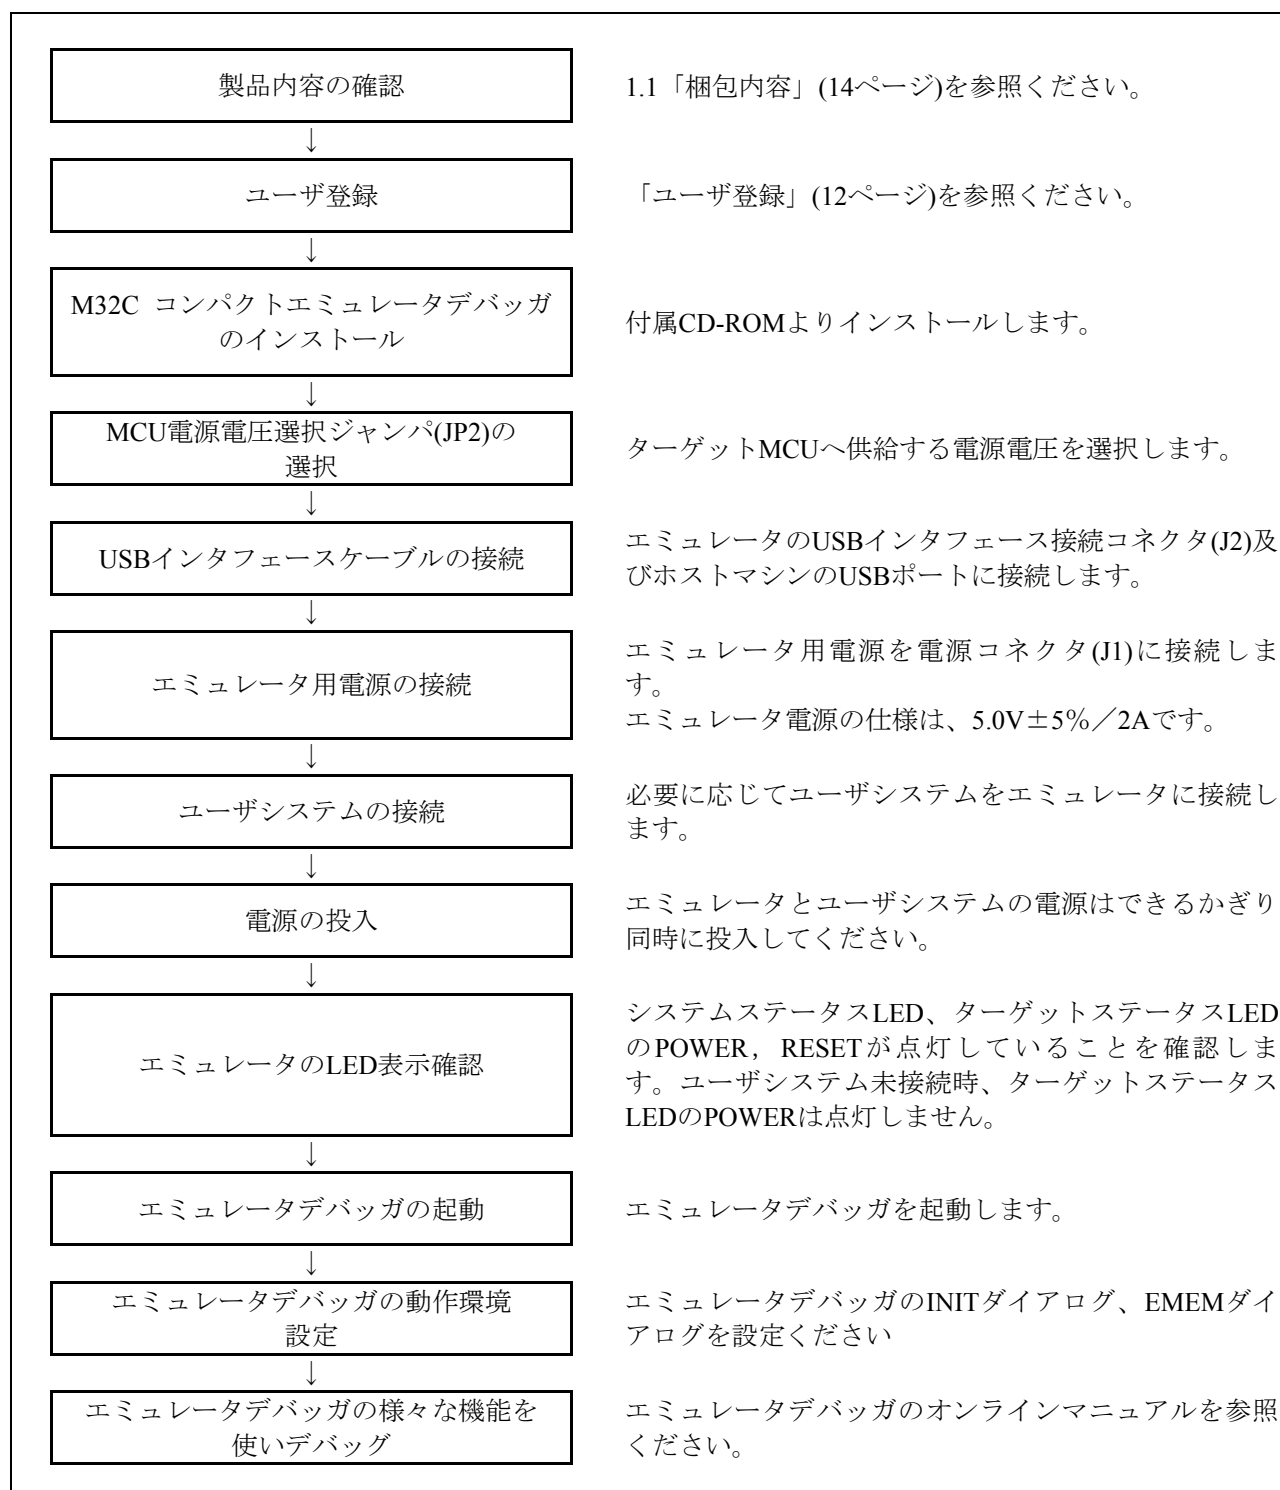 製品内容の確認
1.1「梱包内容」(14ページ)を参照ください。
↓
ユーザ登録
「ユーザ登録」(12ページ)を参照ください。
↓
M32C コンパクトエミュレータデバッガ
のインストール
付属CD-ROMよりインストールします。
↓
MCU電源電圧選択ジャンパ(JP2)の
選択
ターゲットMCUへ供給する電源電圧を選択します。
↓
USBインタフェースケーブルの接続
エミュレータのUSBインタフェース接続コネクタ(J2)及
びホストマシンのUSBポートに接続します。
↓
エミュレータ用電源の接続
エミュレータ用電源を電源コネクタ(J1)に接続しま
す。
エミュレータ電源の仕様は、5.0V±5％／2Aです。
↓
ユーザシステムの接続
必要に応じてユーザシステムをエミュレータに接続し
ます。
↓
電源の投入
エミュレータとユーザシステムの電源はできるかぎり
同時に投入してください。
↓
エミュレータのLED表示確認
システムステータスLED、ターゲットステータスLED
のPOWER，RESETが点灯していることを確認しま
す。ユーザシステム未接続時、ターゲットステータス
LEDのPOWERは点灯しません。
↓
エミュレータデバッガの起動
エミュレータデバッガを起動します。
↓
エミュレータデバッガの動作環境
設定
エミュレータデバッガのINITダイアログ、EMEMダイ
アログを設定ください
↓
エミュレータデバッガの様々な機能を
使いデバッグ
エミュレータデバッガのオンラインマニュアルを参照
ください。